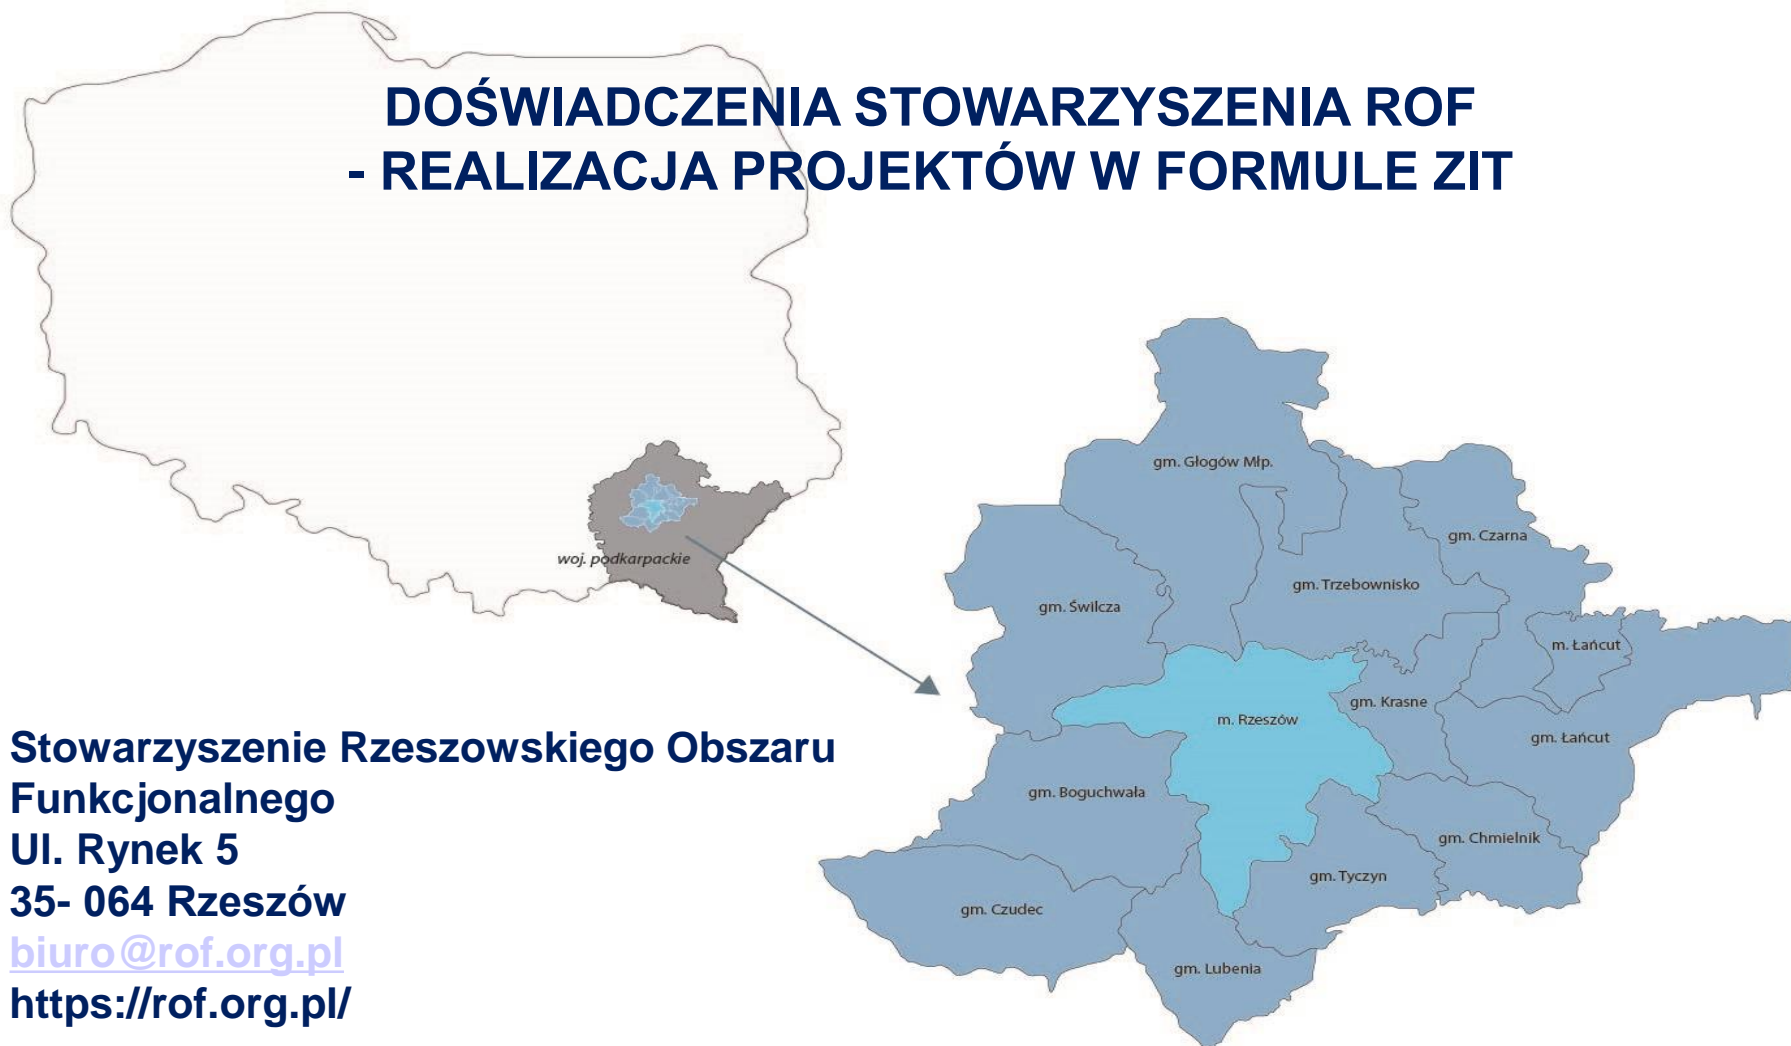 DOŚWIADCZENIA STOWARZYSZENIA ROF
- REALIZACJA PROJEKTÓW W FORMULE ZIT
woj. podkarpackie
gm. Głogów Młp.
gm. Czarna
gm. Trzebownisko
gm. Świlcza
m. Łańcut
gm. Krasne
m. Rzeszów
gm. Łańcut
gm. Boguchwała
gm. Chmielnik
gm. Tyczyn
gm. Czudec
gm. Lubenia
Stowarzyszenie Rzeszowskiego Obszaru
Funkcjonalnego
Ul. Rynek 5
35- 064 Rzeszów
biuro@rof.org.pl
https://rof.org.pl/